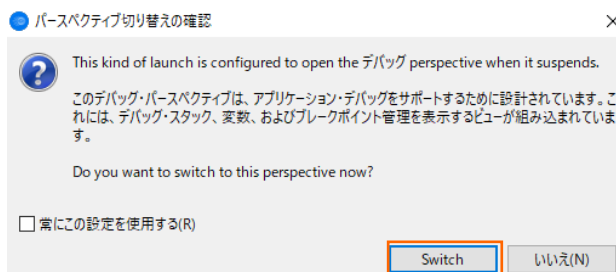 パースペクティブ切り替えの確認
This kind of launch is configured to open the デバッグ perspective when it suspends.
このデバッグ・パースペクティブは、アプリケーション・デバッグをサポートするために設計されています。こ
れには、デバッグ・スタック、変数、およびブレークポイント管理を表示するビューが組み込まれていま
す。
Do you want to switch to this perspective now?
常にこの設定を使用する(R)
Switch
いいえ(N)